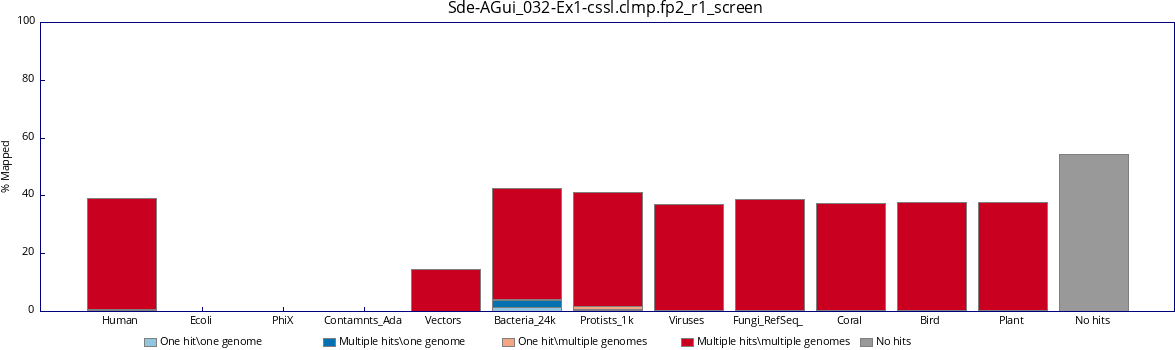 Sde-AGui_032-Ex1-cssl.clmp.fp2_r1_screen
100
80
60
40
20
0
% Mapped
Human Ecoli PhiX Contamnts_Ada Vectors Bacteria_24k Protists_1k Viruses Fungi_RefSeq_ Coral Bird Plant No hits
One hit\one genome Multiple hits\one genome One hit\multiple genomes Multiple hits\multiple genomes No hits